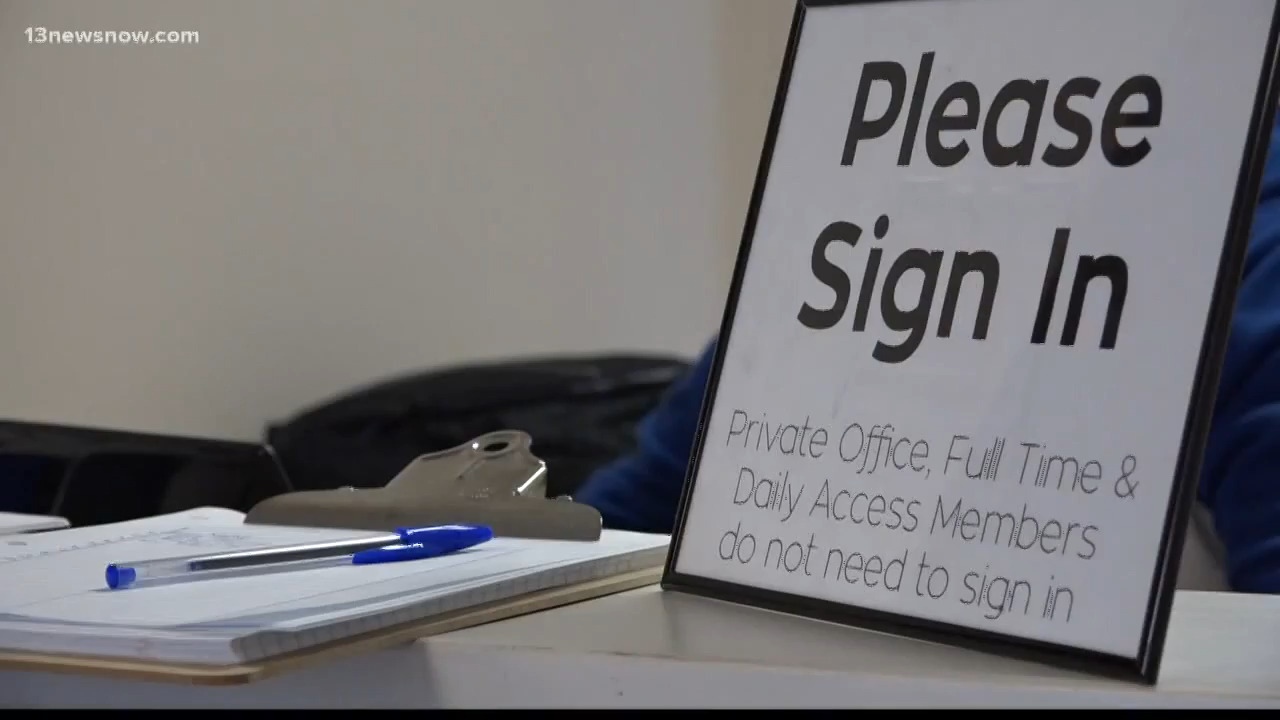 13newsnow.com
Please
Sign In
Private Office, Full Time &
Daily Access Members
do not need to sign in